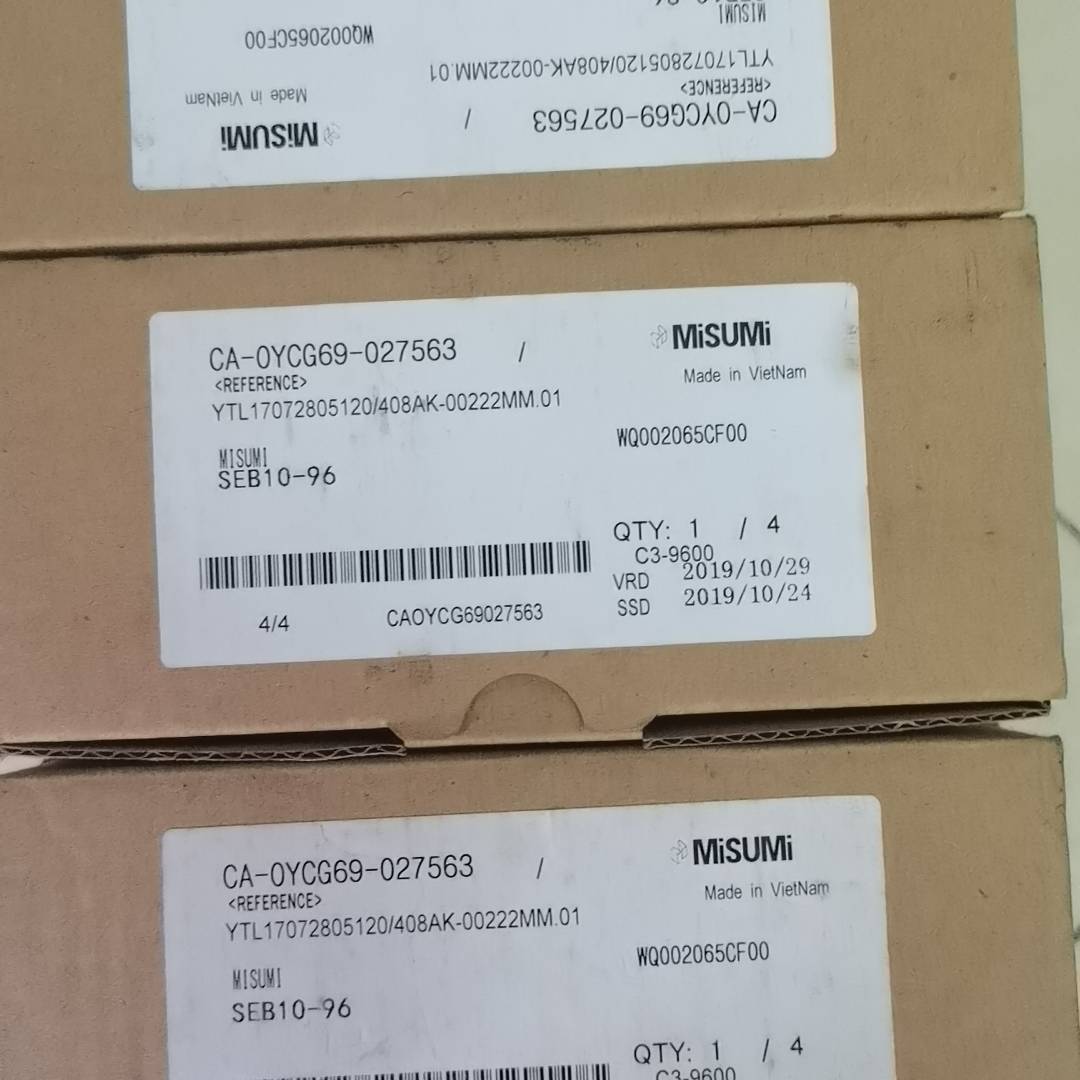 CA-0YCG69-027563 /
<REFERENCE>
YTL17072805120/408AK-00222MM.01
MISUMI
MiSUMi
Made in VietNam
WQ002065CF00
CA-0YCG69-027563 /
<REFERENCE>
YTL17072805120/408AK-00222MM.01
MISUMI
SEB10-96
4/4 CA0YCG69027563
MiSUMi
Made in VietNam
WQ002065CF00
QTY: 1 / 4
C3-9600
VRD 2019/10/29
SSD 2019/10/24
CA-0YCG69-027563 /
<REFERENCE>
YTL17072805120/408AK-00222MM.01
MISUMI
SEB10-96
MiSUMi
Made in VietNam
WQ002065CF00
QTY: 1 / 4
C3-9600